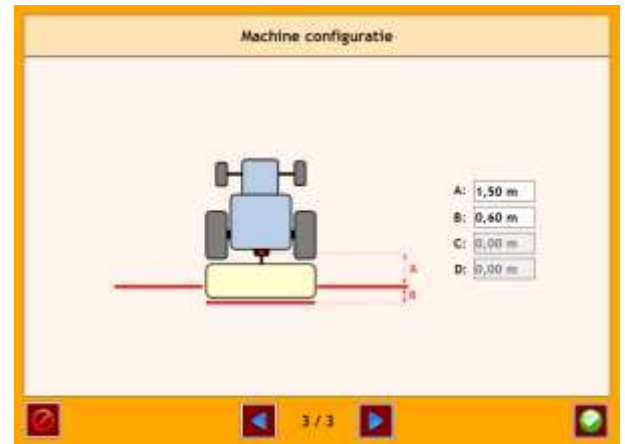 Machine configuratie
A: 1,50 m
B: 0,60 m
C: 0,00 m
D: 0,00 m
A
B
3 / 3